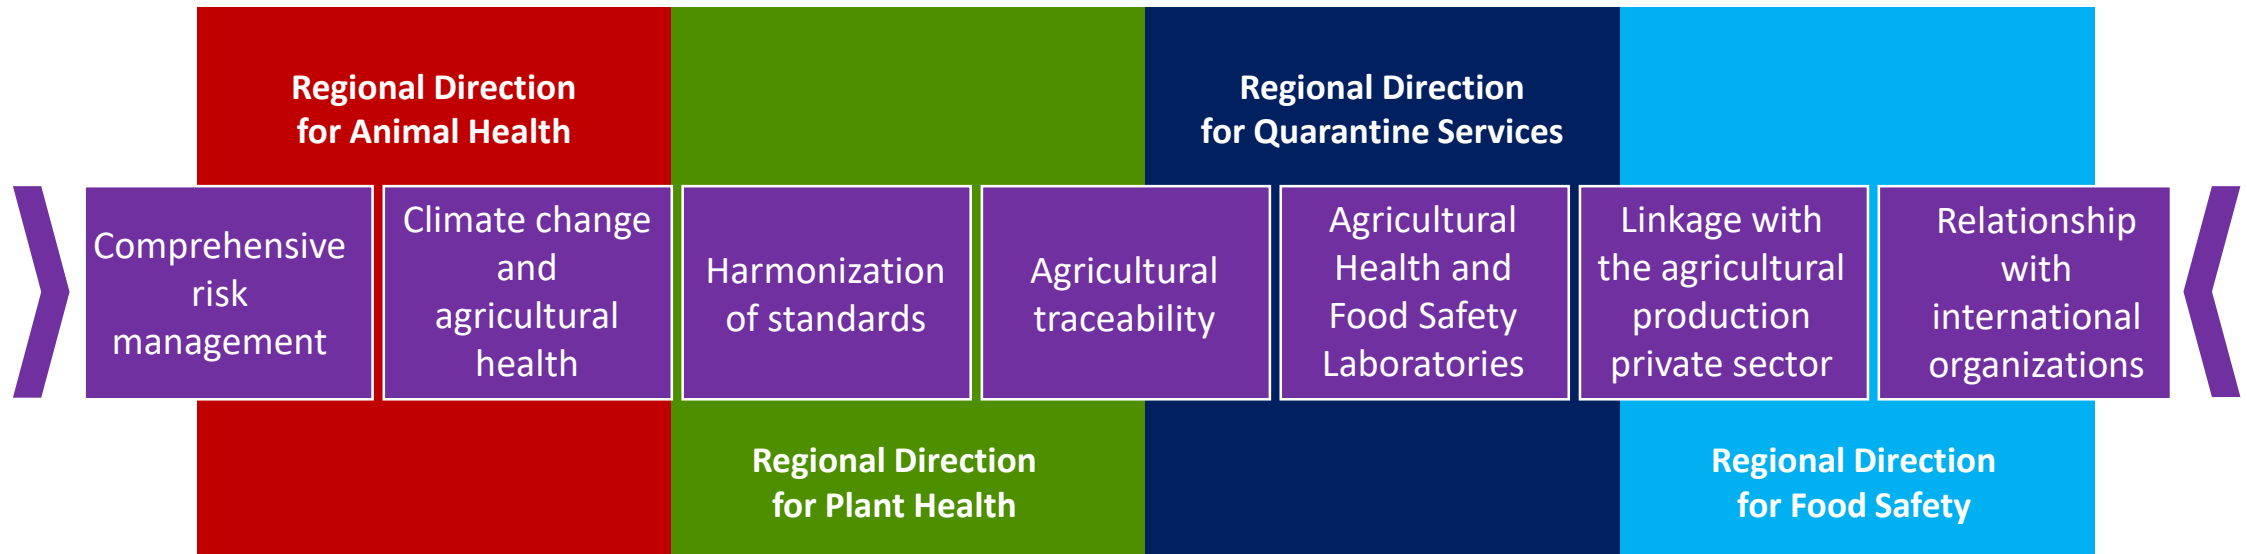 Regional Direction
for Animal Health
Regional Direction
for Quarantine Services
Comprehensive
risk
management
Climate change
and
agricultural
health
Harmonization
of standards
Agricultural
traceability
Agricultural
Health and
Food Safety
Laboratories
Linkage with
the agricultural
production
private sector
Relationship
with
international
organizations
Regional Direction
for Plant Health
Regional Direction
for Food Safety